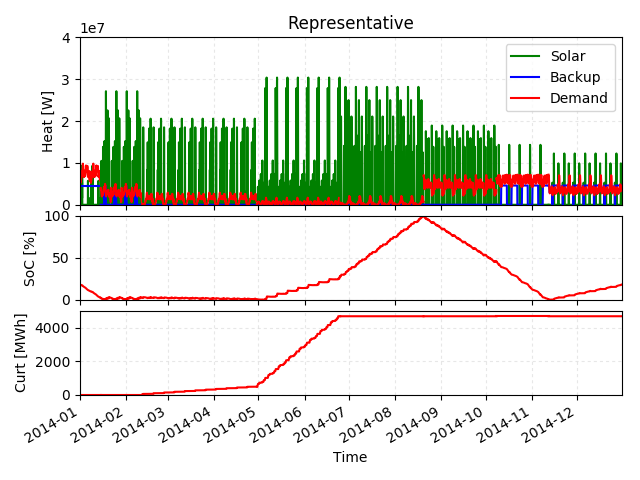 Representative
1e7
Heat [W]
4
3
2
1
0
Solar
Backup
Demand
SoC [%]
100
50
0
Curt [MWh]
4000
2000
0
2014-01
2014-02
2014-03
2014-04
2014-05
2014-06
2014-07
2014-08
2014-09
2014-10
2014-11
2014-12
Time